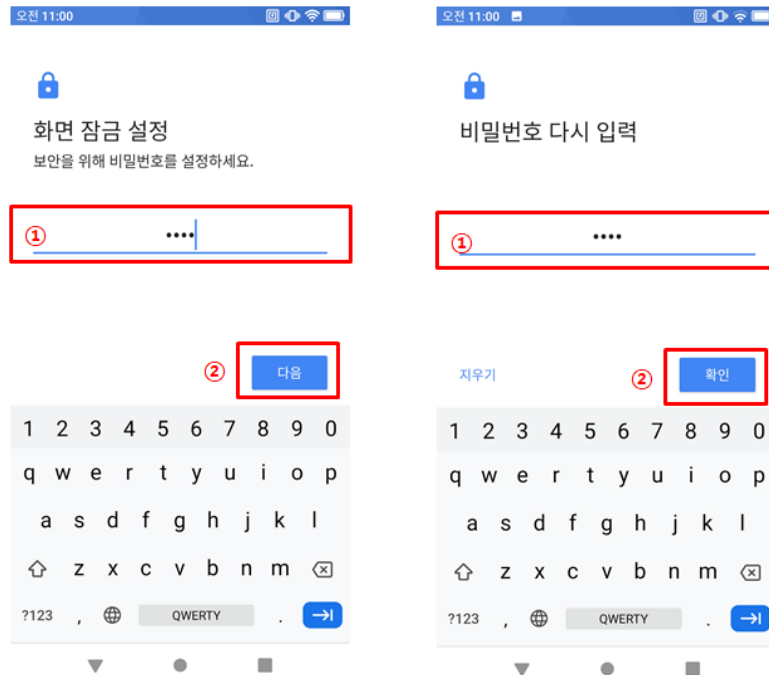 오전 11:00
화면 잠금 설정
보안을 위해 비밀번호를 설정하세요.
①
••••
② 다음
1 2 3 4 5 6 7 8 9 0
q w e r t y u i o p
a s d f g h j k l
z x c v b n m
?123 , QWERTY .
오전 11:00
비밀번호 다시 입력
①
••••
지우기 ② 확인
1 2 3 4 5 6 7 8 9 0
q w e r t y u i o p
a s d f g h j k l
z x c v b n m
?123 , QWERTY .